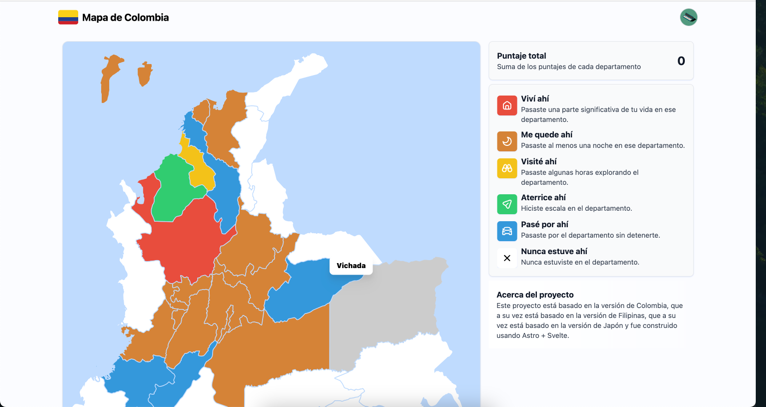 Mapa de Colombia
Vichada
Puntaje total
Suma de los puntajes de cada departamento
0
Viví ahí
Pasaste una parte significativa de tu vida en ese
departamento.
Me quede ahí
Pasaste al menos una noche en ese departamento.
Visité ahí
Pasaste algunas horas explorando el
departamento.
Aterrice ahí
Hiciste escala en el departamento.
Pasé por ahí
Pasaste por el departamento sin detenerte.
Nunca estuve ahí
Nunca estuviste en el departamento.
Acerca del proyecto
Este proyecto está basado en la versión de Colombia, que
a su vez está basado en la versión de Filipinas, que a su
vez está basado en la versión de Japón y fue construido
usando Astro + Svelte.